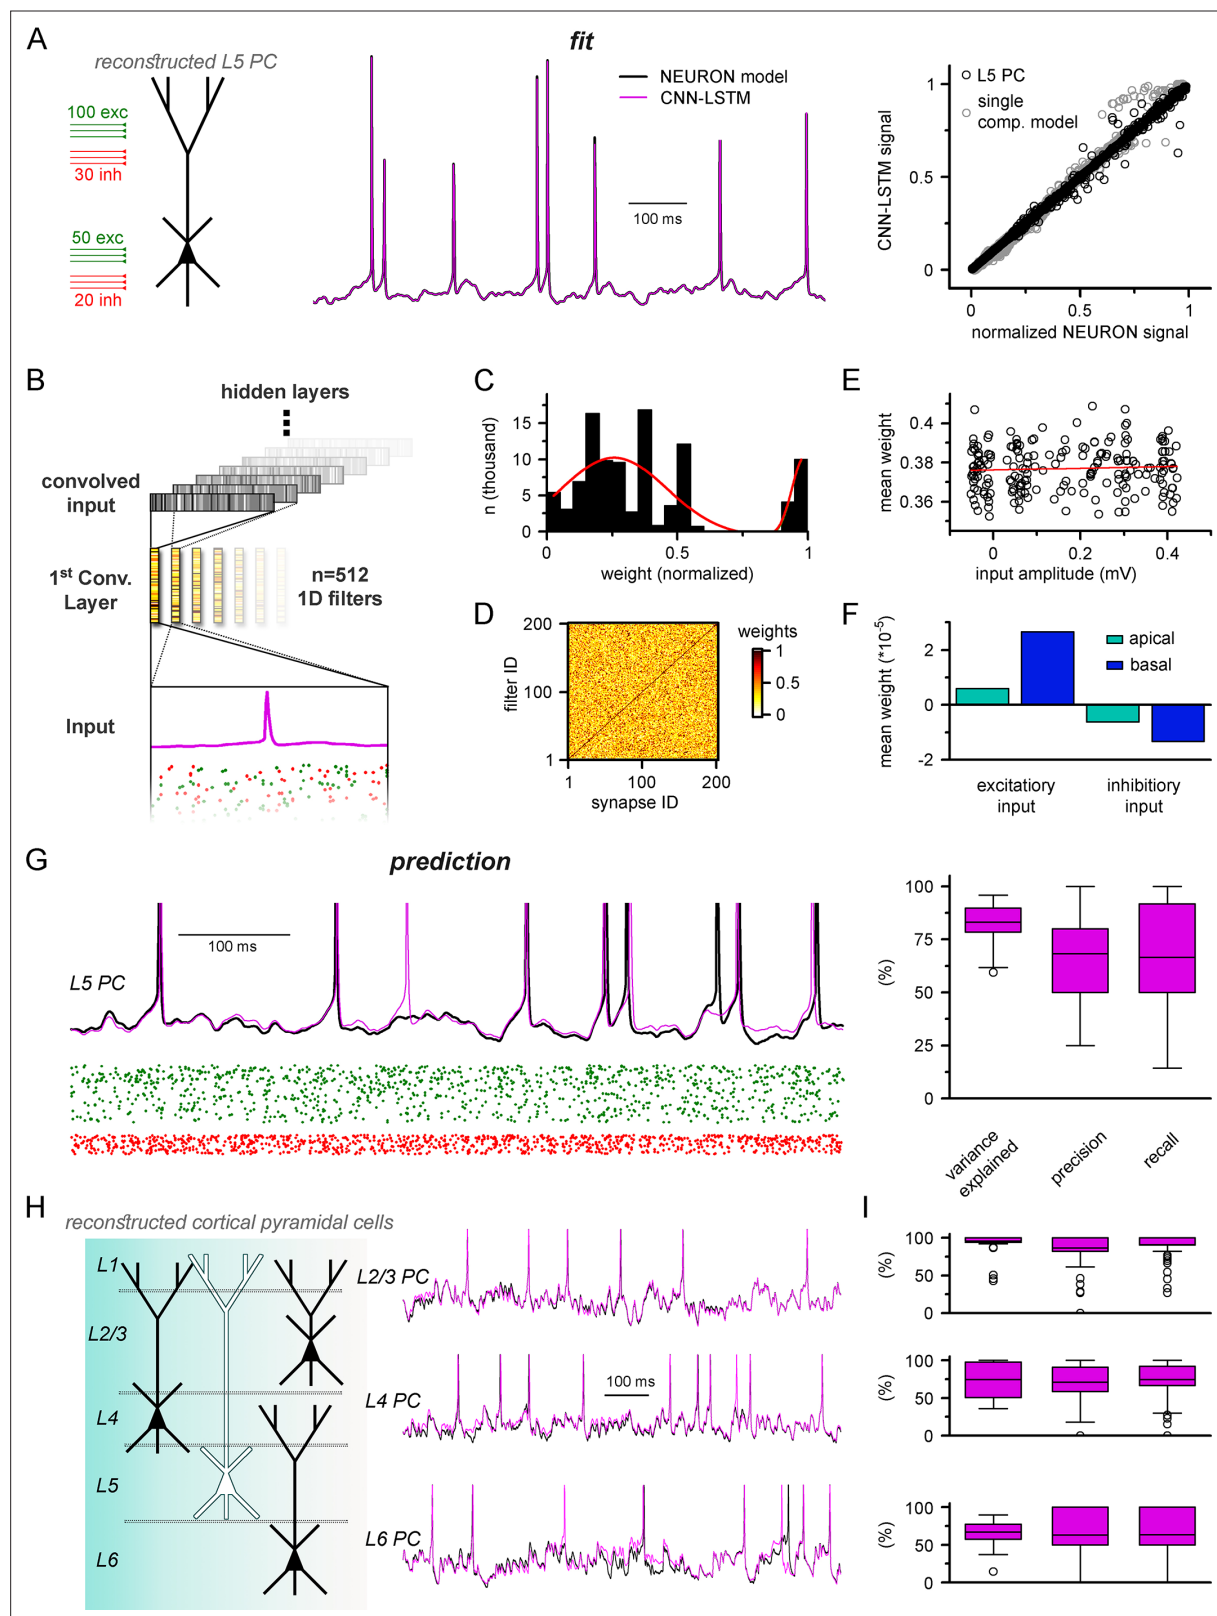 A
fit
reconstructed L5 PC
100 exc
30 inh
50 exc
20 inh
NEURON model
CNN-LSTM
100 ms
L5 PC
single
comp. model
CNN-LSTM signal
1
0.5
0
0
0.5
1
normalized NEURON signal
B
hidden layers
convolved
input
1st Conv.
Layer
n=512
1D filters
Input
C
n (thousand)
15
10
5
0
0
0.5
1
weight (normalized)
D
filter ID
200
100
1
1
100
200
synapse ID
weights
1
0.5
0
E
mean weight
0.4
0.38
0.36
0
0.2
0.4
input amplitude (mV)
F
mean weight (*10-5)
2
0
-2
apical
basal
excitatiory
input
inhibitiory
input
G
prediction
100 ms
L5 PC
(%)
100
75
50
25
0
variance
explained
precision
recall
H
reconstructed cortical pyramidal cells
L1
L2/3
L4
L5
L6
L2/3 PC
L4 PC
100 ms
L6 PC
I
(%)
100
50
0
(%)
100
50
0
(%)
100
50
0